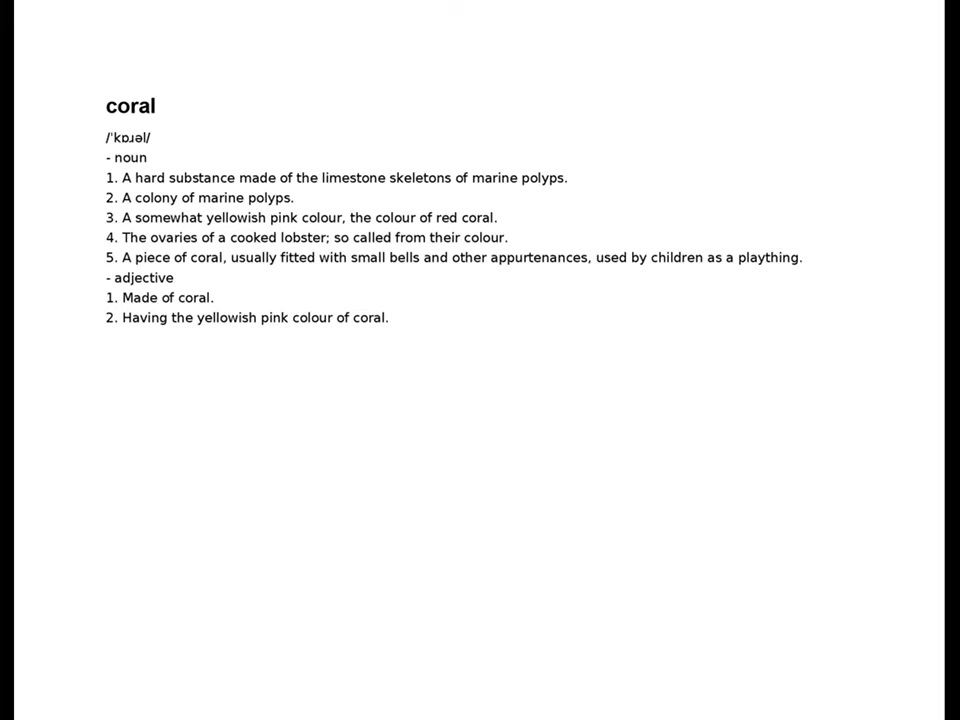 coral
/ˈkɒɹəl/
- noun
1. A hard substance made of the limestone skeletons of marine polyps.
2. A colony of marine polyps.
3. A somewhat yellowish pink colour, the colour of red coral.
4. The ovaries of a cooked lobster; so called from their colour.
5. A piece of coral, usually fitted with small bells and other appurtenances, used by children as a plaything.
- adjective
1. Made of coral.
2. Having the yellowish pink colour of coral.